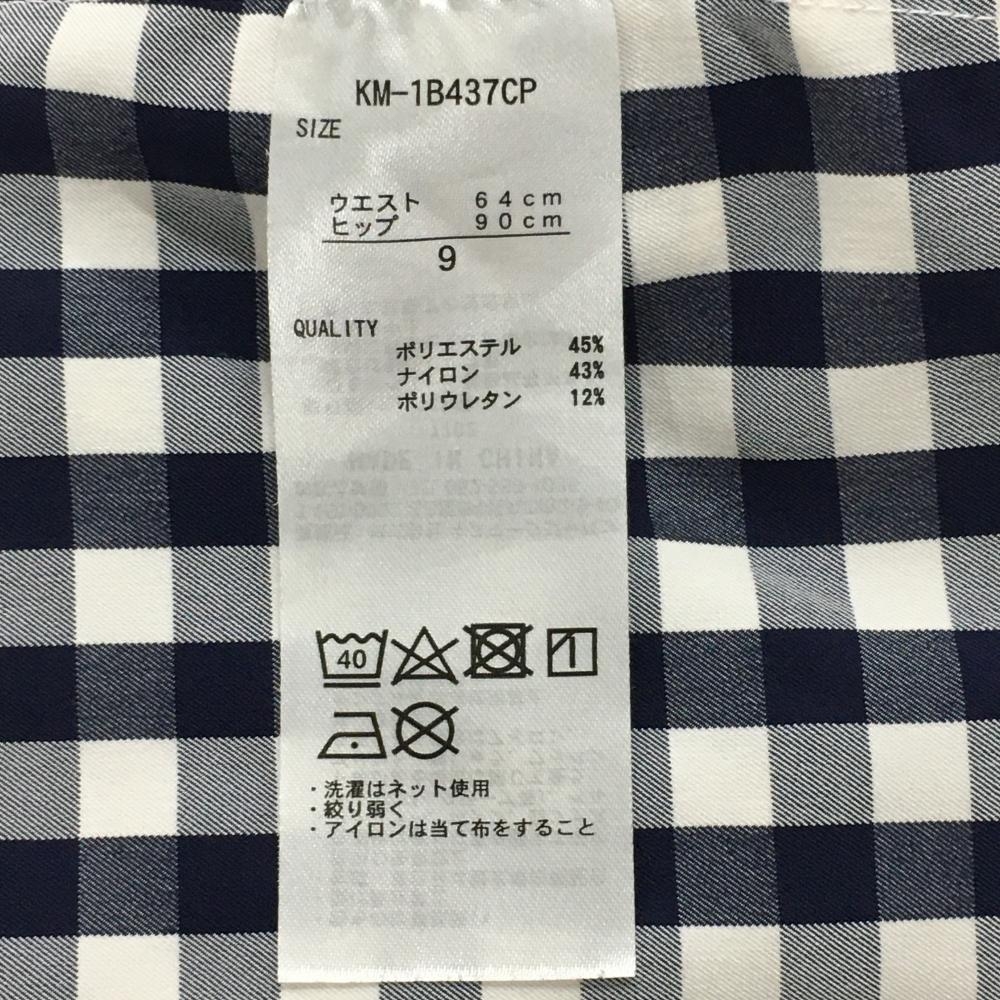 KM-1B437CP
SIZE
ウエスト 64cm
ヒップ 90cm
9
QUALITY
ポリエステル 45%
ナイロン 43%
ポリウレタン 12%
MADE IN CHINA
40
・洗濯はネット使用
・絞り弱く
・アイロンは当て布をすること